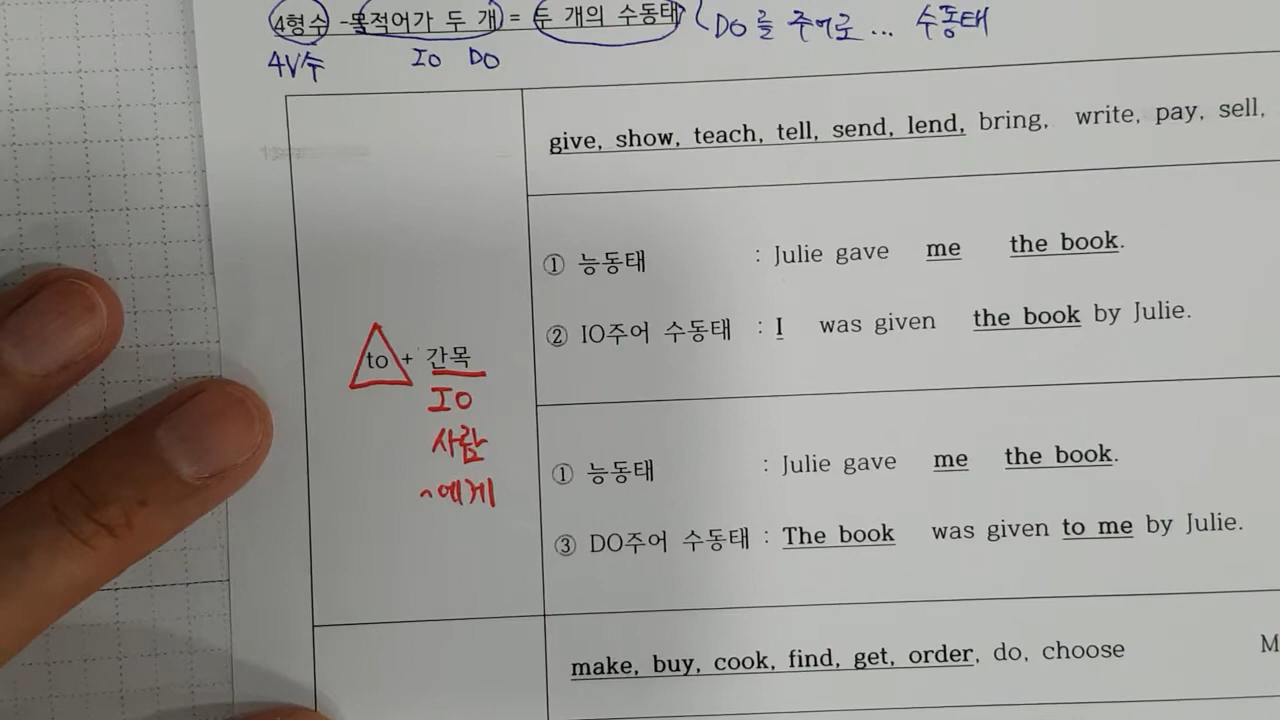 4형수 -목적어가 두 개 = 두 개의 수동태 DO를 주어로... 수동태
4V수 IO DO
give, show, teach, tell, send, lend, bring, write, pay, sell,
① 능동태 : Julie gave me the book.
② IO주어 수동태 : I was given the book by Julie.
to + 간목
IO
사람
~에게
① 능동태 : Julie gave me the book.
③ DO주어 수동태 : The book was given to me by Julie.
make, buy, cook, find, get, order, do, choose M